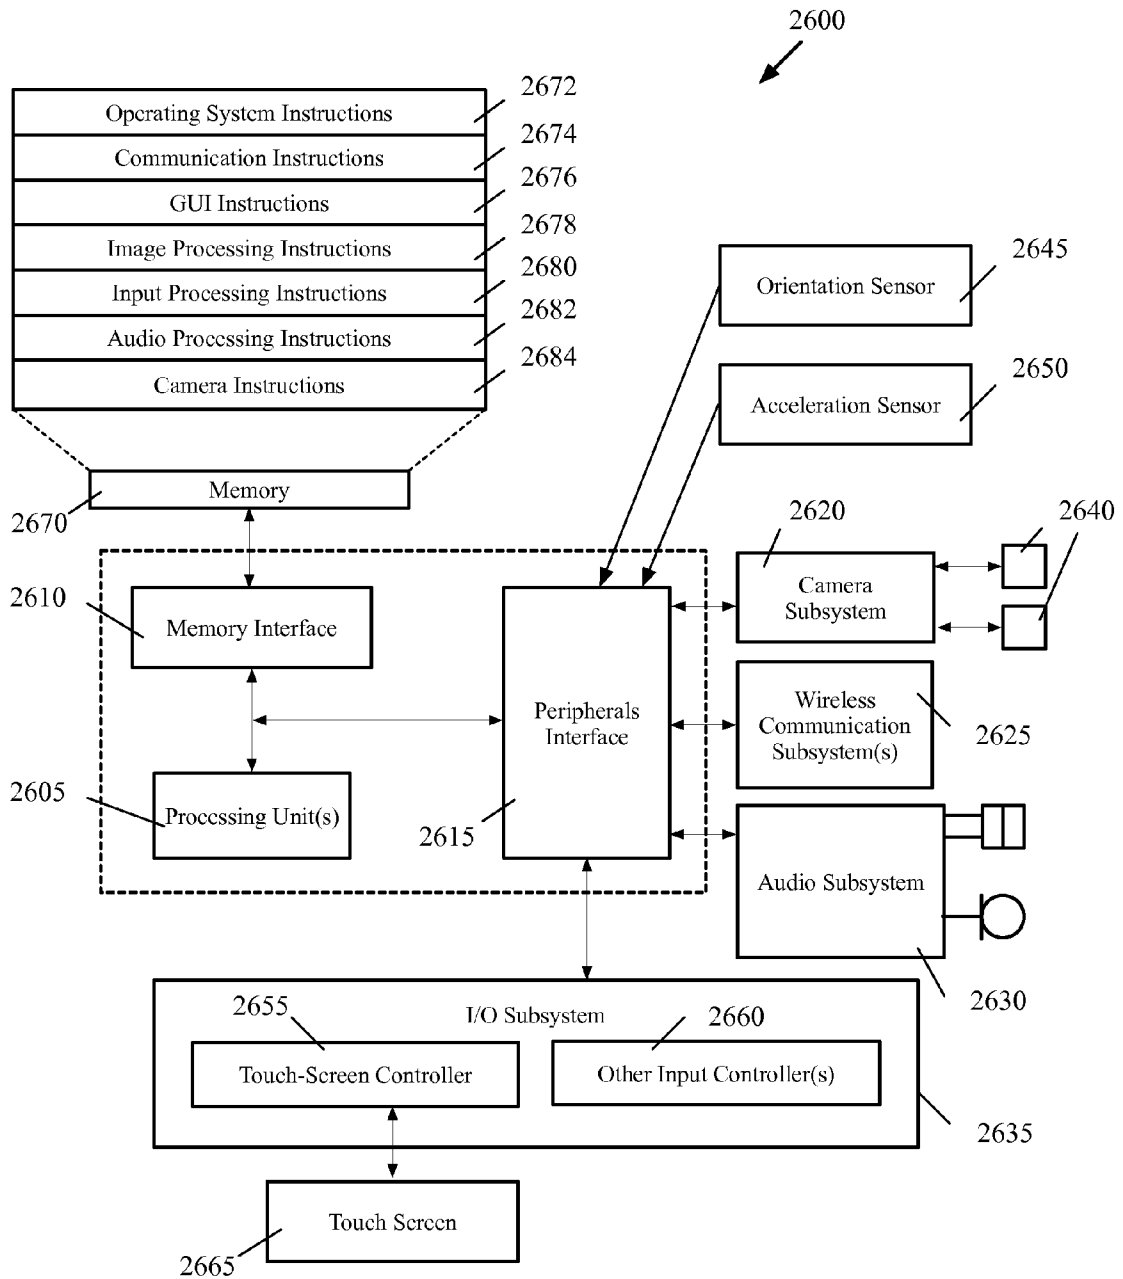 2600
2672
Operating System Instructions
2674
Communication Instructions
2676
GUI Instructions
2678
Image Processing Instructions
2680
Input Processing Instructions
2682
Audio Processing Instructions
2684
Camera Instructions
2645
Orientation Sensor
2650
Acceleration Sensor
Memory
2670
2620
2640
Camera
Subsystem
2610
Memory Interface
Peripherals
Interface
Wireless
Communication
Subsystem(s)
2625
2605
Processing Unit(s)
2615
Audio Subsystem
2630
2655
I/O Subsystem
2660
Touch-Screen Controller
Other Input Controller(s)
2635
Touch Screen
2665